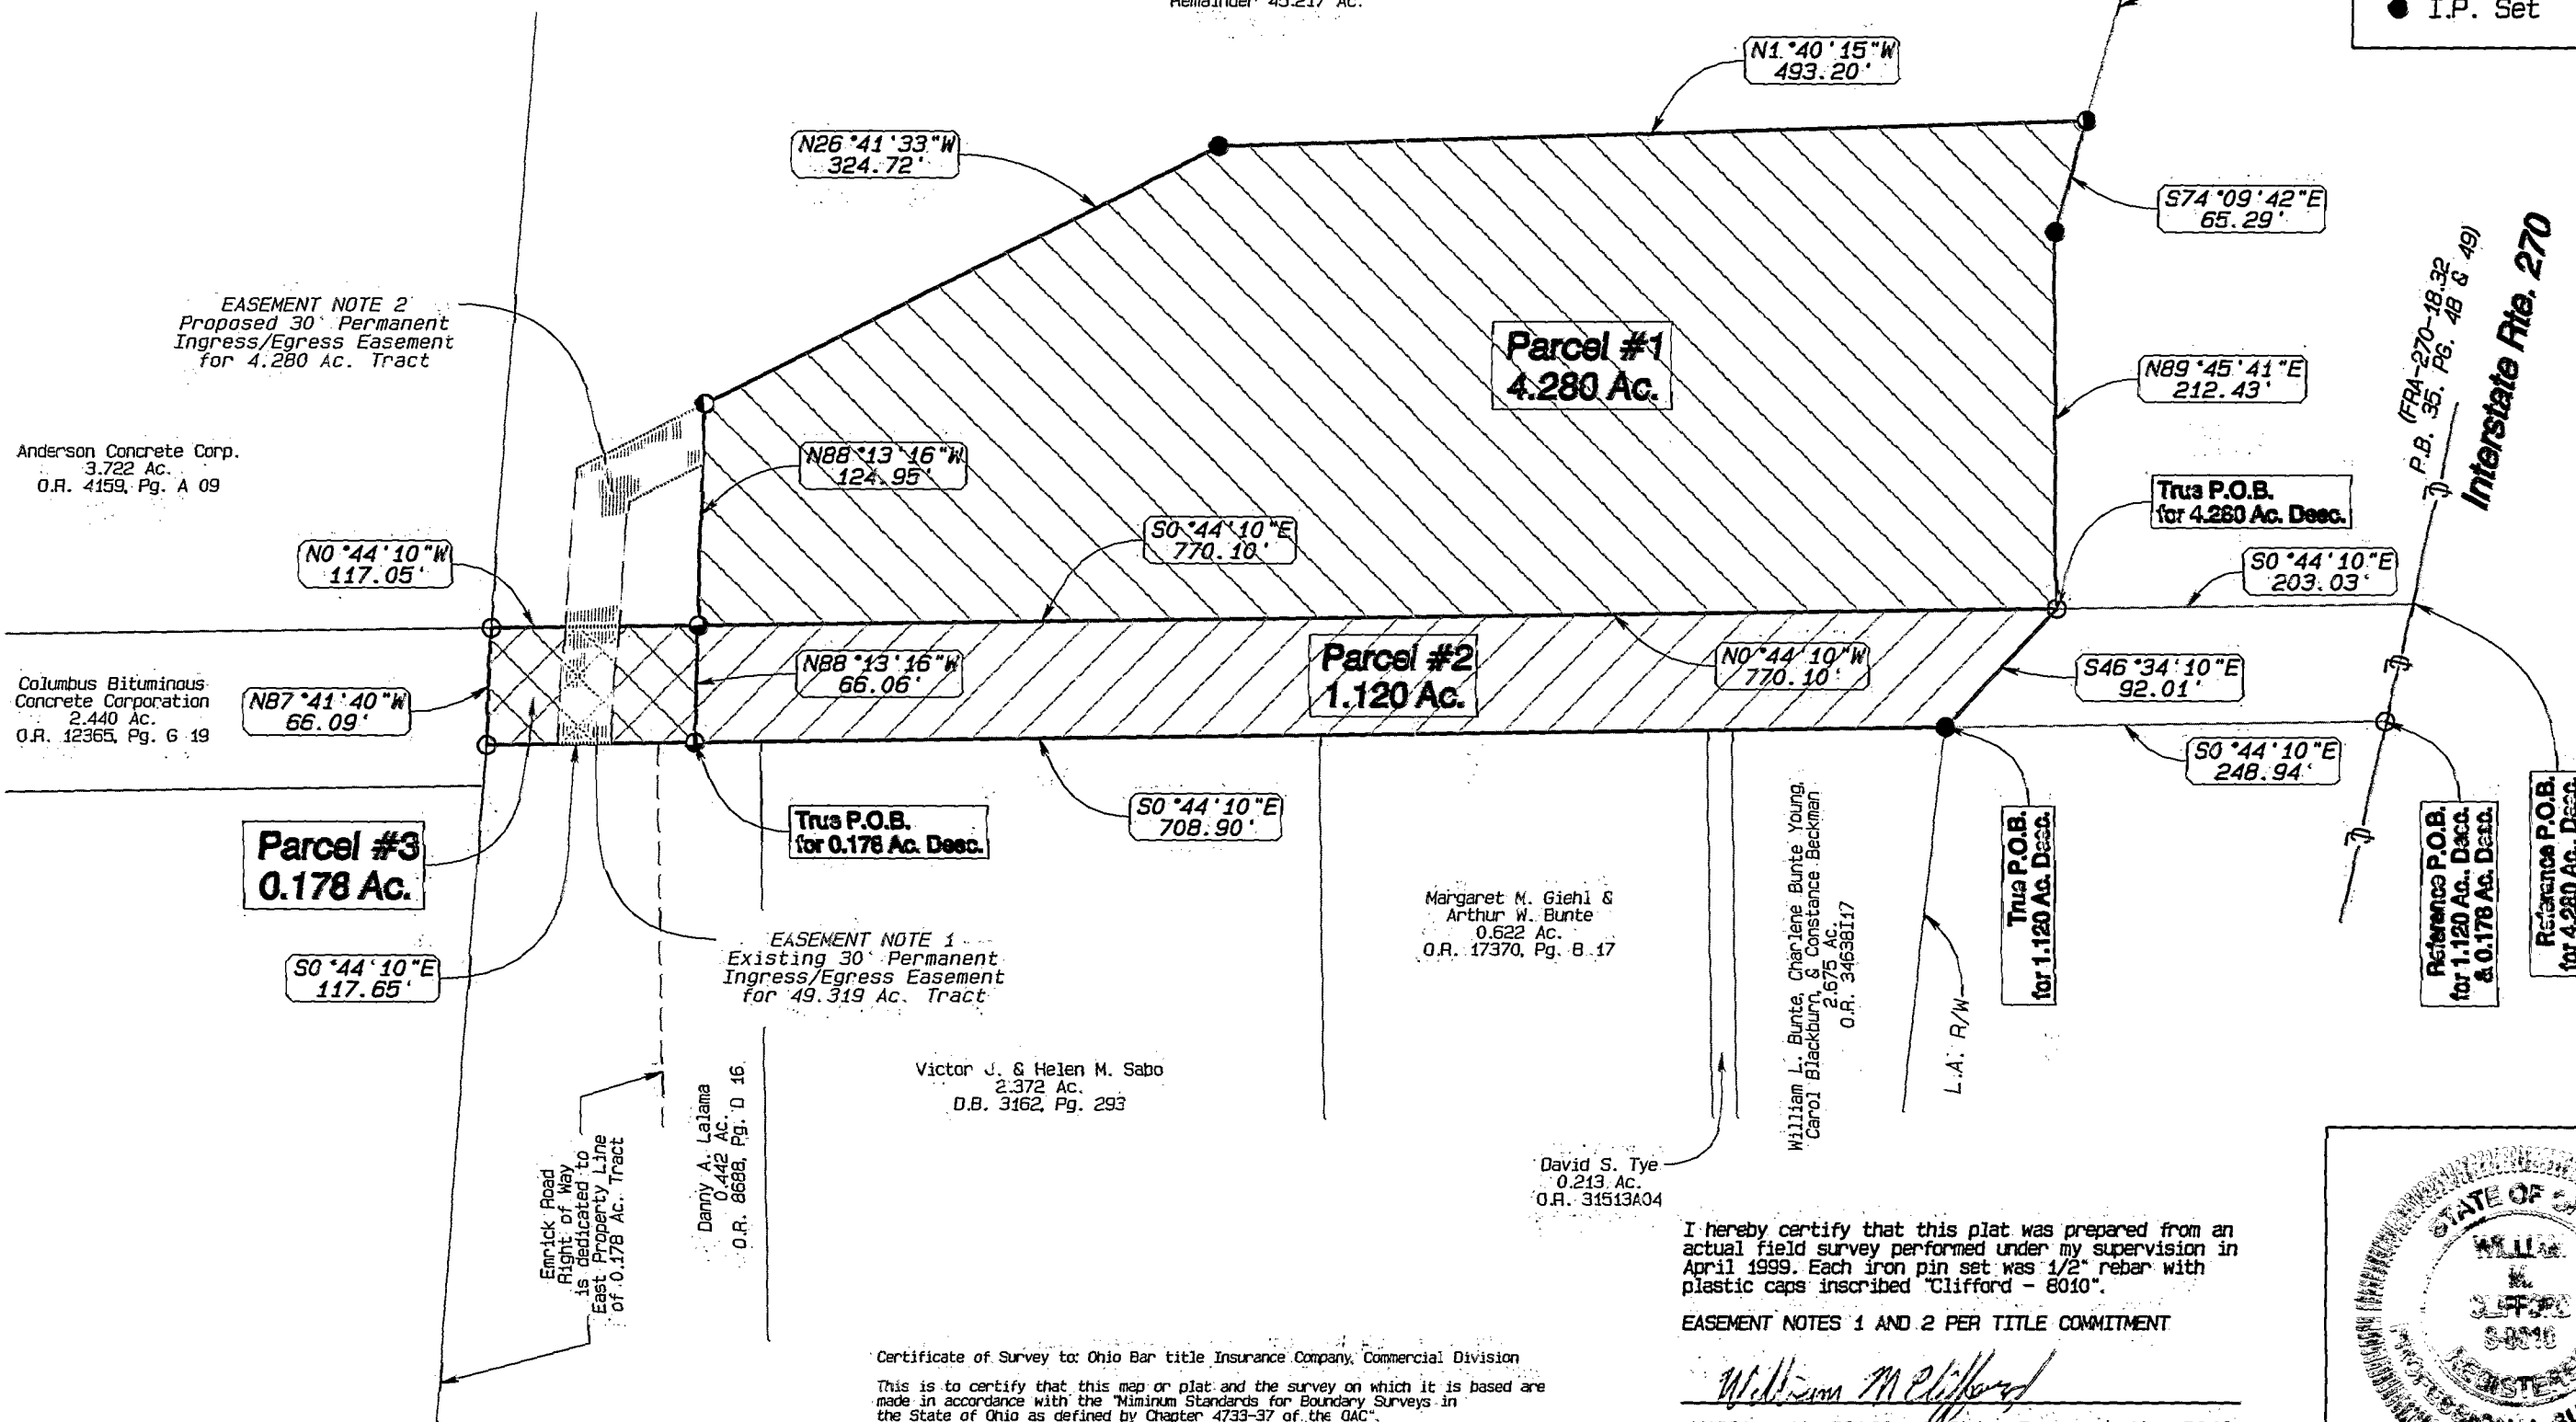 Remainder 45.217 Ac.
I.P. Set
N1°40'15"W
493.20'
N26°41'33"W
324.72'
S74°09'42"E
65.29'
(FRA-270-18.32
P.B. 35, PG. 48 & 49)
Interstate Rte. 270
EASEMENT NOTE 2
Proposed 30' Permanent
Ingress/Egress Easement
for 4.280 Ac. Tract
Parcel #1
4.280 Ac.
N89°45'41"E
212.43'
Anderson Concrete Corp.
3.722 Ac.
O.R. 4159, Pg. A 09
N88°13'16"W
124.95'
True P.O.B.
for 4.280 Ac. Desc.
N0°44'10"W
117.05'
S0°44'10"E
770.10'
S0°44'10"E
203.03'
Columbus Bituminous
Concrete Corporation
2.440 Ac.
O.R. 12365, Pg. G 19
N87°41'40"W
66.09'
N88°13'16"W
66.06'
Parcel #2
1.120 Ac.
N0°44'10"W
770.10'
S46°34'10"E
92.01'
S0°44'10"E
248.94'
Parcel #3
0.178 Ac.
True P.O.B.
for 0.178 Ac. Desc.
S0°44'10"E
708.90'
True P.O.B.
for 1.120 Ac. Desc.
Reference P.O.B.
for 1.120 Ac. Desc.
& 0.178 Ac. Desc.
Reference P.O.B.
for 4.280 Ac. Desc.
S0°44'10"E
117.65'
EASEMENT NOTE 1
Existing 30' Permanent
Ingress/Egress Easement
for 49.319 Ac. Tract
Margaret M. Giehl &
Arthur W. Bunte
0.622 Ac.
O.R. 17370, Pg. B 17
William L. Bunte, Charlene Bunte Young,
Carol Blackburn, & Constance Beckman
2.675 Ac.
O.R. 34638I17
L.A. R/W
Victor J. & Helen M. Sabo
2.372 Ac.
D.B. 3162, Pg. 293
Danny A. Lalama
0.442 Ac.
O.R. 8688, Pg. D 16
Emrick Road
Right of Way
is dedicated to
East Property Line
of 0.178 Ac. Tract
David S. Tye
0.213 Ac.
O.R. 31513A04
I hereby certify that this plat was prepared from an
actual field survey performed under my supervision in
April 1999. Each iron pin set was 1/2" rebar with
plastic caps inscribed "Clifford - 8010".
EASEMENT NOTES 1 AND 2 PER TITLE COMMITMENT
William M Clifford
Certificate of Survey to: Ohio Bar title Insurance Company, Commercial Division
This is to certify that this map or plat and the survey on which it is based are
made in accordance with the "Miminum Standards for Boundary Surveys in
the State of Ohio as defined by Chapter 4733-37 of the OAC".
STATE OF
WILLIAM
M.
CLIFFORD
S-8010
REGISTERED